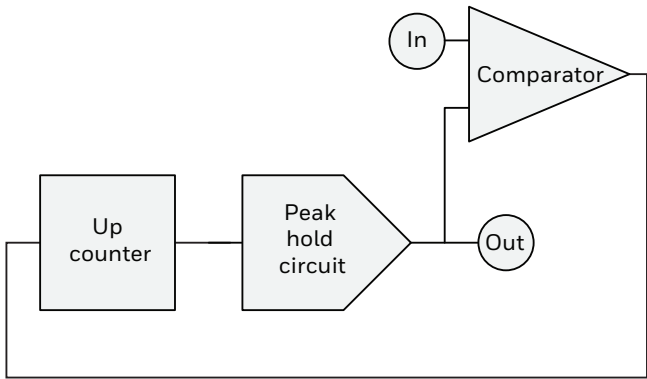 In
Comparator
Up
counter
Peak
hold
circuit
Out